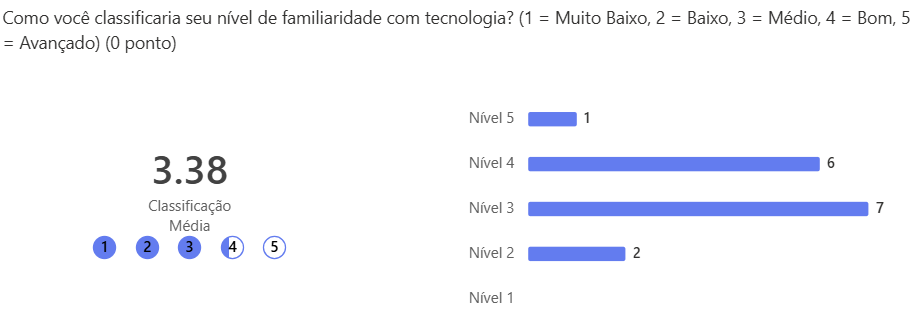 Como você classificaria seu nível de familiaridade com tecnologia? (1 = Muito Baixo, 2 = Baixo, 3 = Médio, 4 = Bom, 5
= Avançado) (0 ponto)
3.38
Classificação
Média
1 2 3 4 5
Nível 5 1
Nível 4 6
Nível 3 7
Nível 2 2
Nível 1